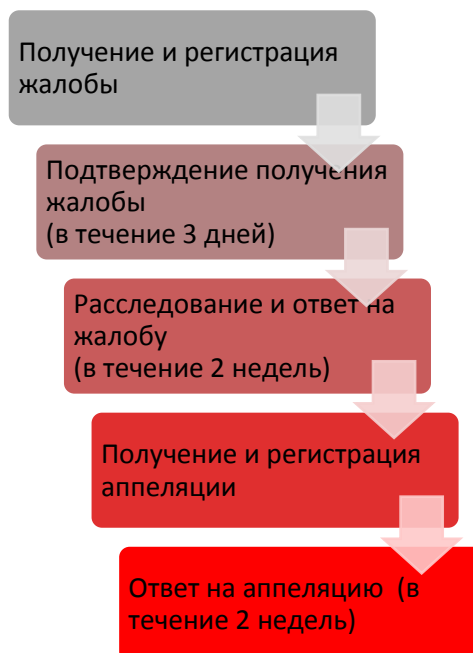 Получение и регистрация
жалобы
Подтверждение получения
жалобы
(в течение 3 дней)
Расследование и ответ на
жалобу
(в течение 2 недель)
Получение и регистрация
аппеляции
Ответ на аппеляцию (в
течение 2 недель)